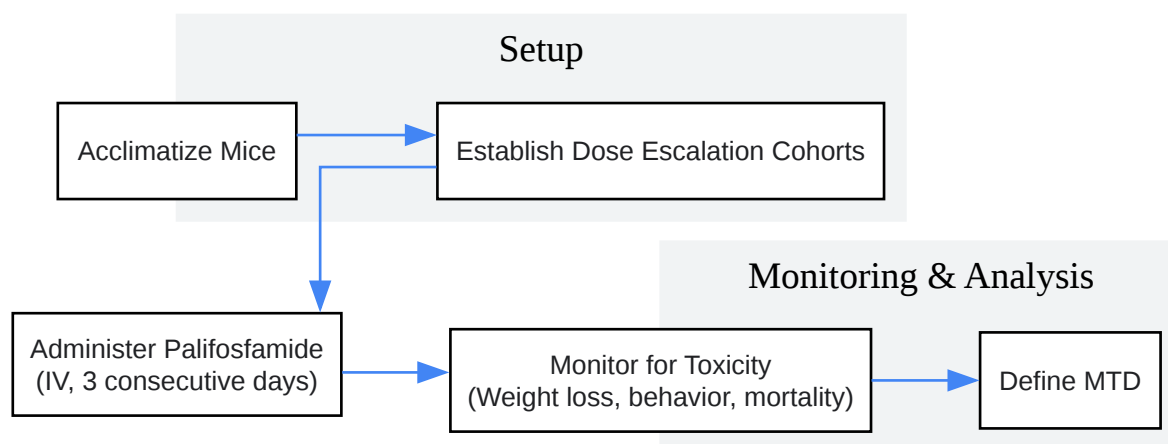 Setup
Acclimatize Mice
Establish Dose Escalation Cohorts
Monitoring & Analysis
Administer Palifosfamide
(IV, 3 consecutive days)
Monitor for Toxicity
(Weight loss, behavior, mortality)
Define MTD